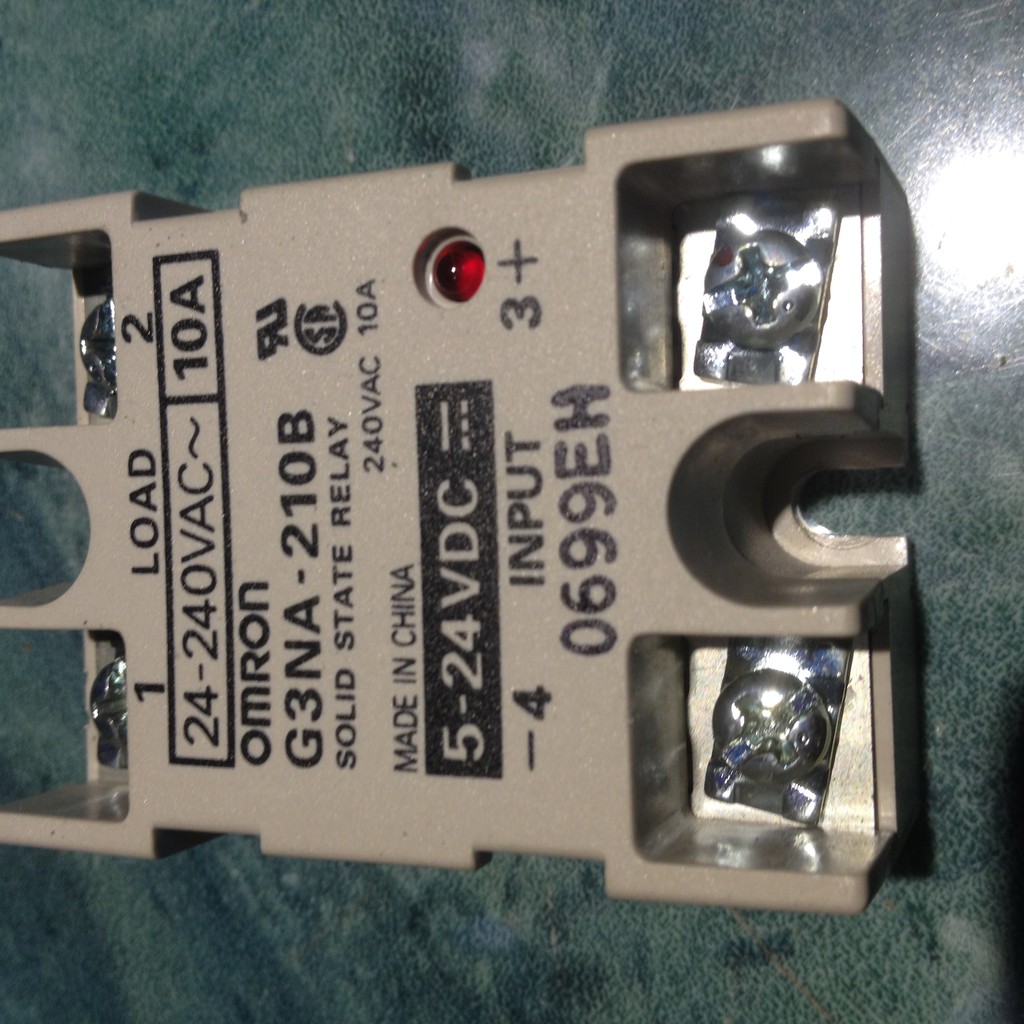 1 LOAD 2
24-240VAC~ 10A
OMRON
G3NA-210B
SOLID STATE RELAY
240VAC 10A
MADE IN CHINA
5-24VDC
-4 INPUT 3+
0699EH